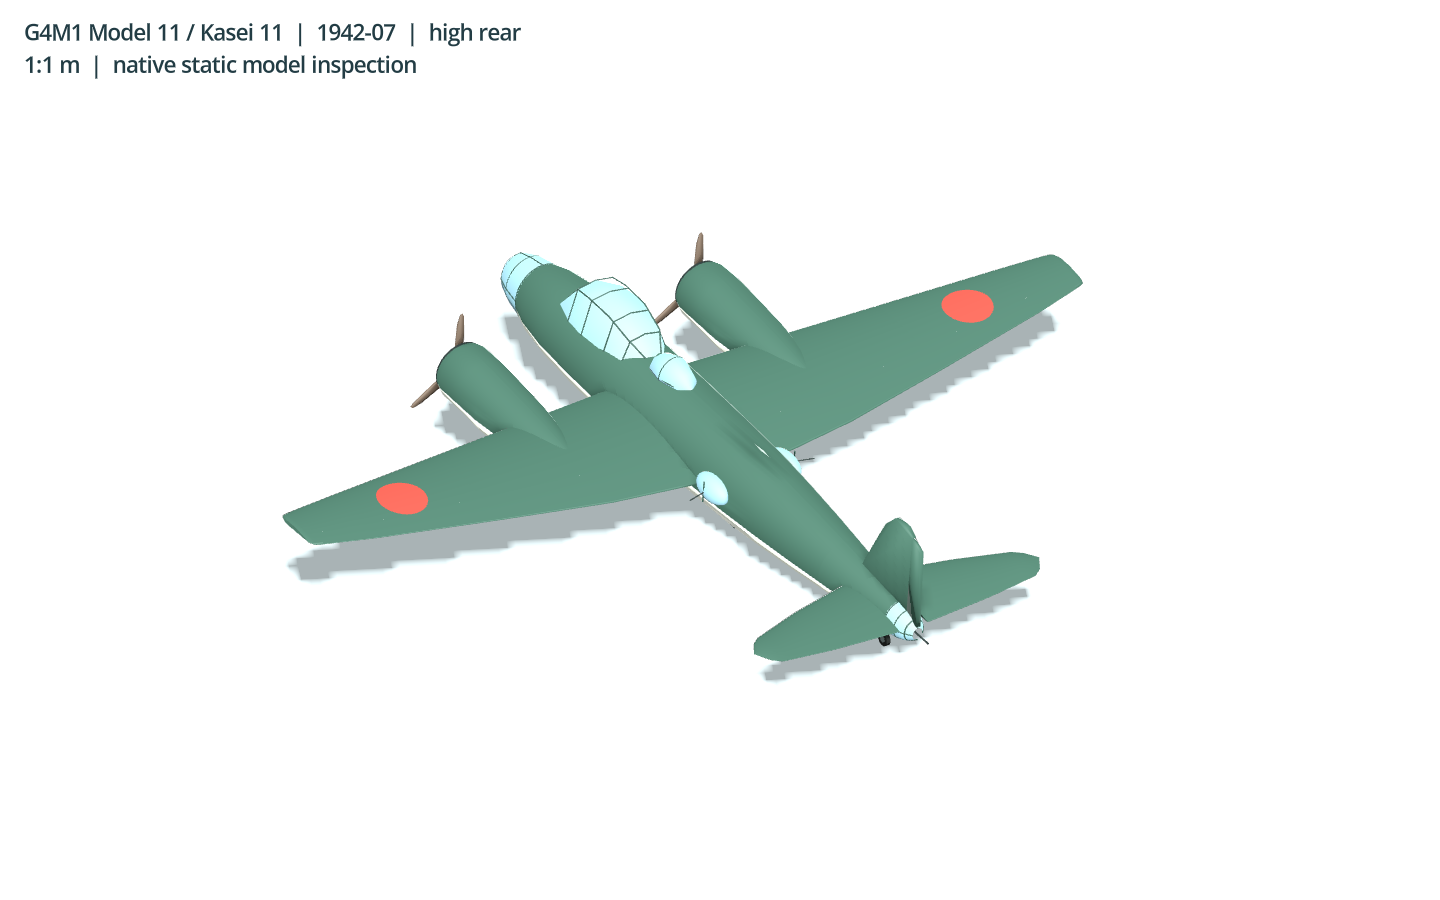 G4M1 Model 11 / Kasei 11 | 1942-07 | high rear
1:1 m | native static model inspection